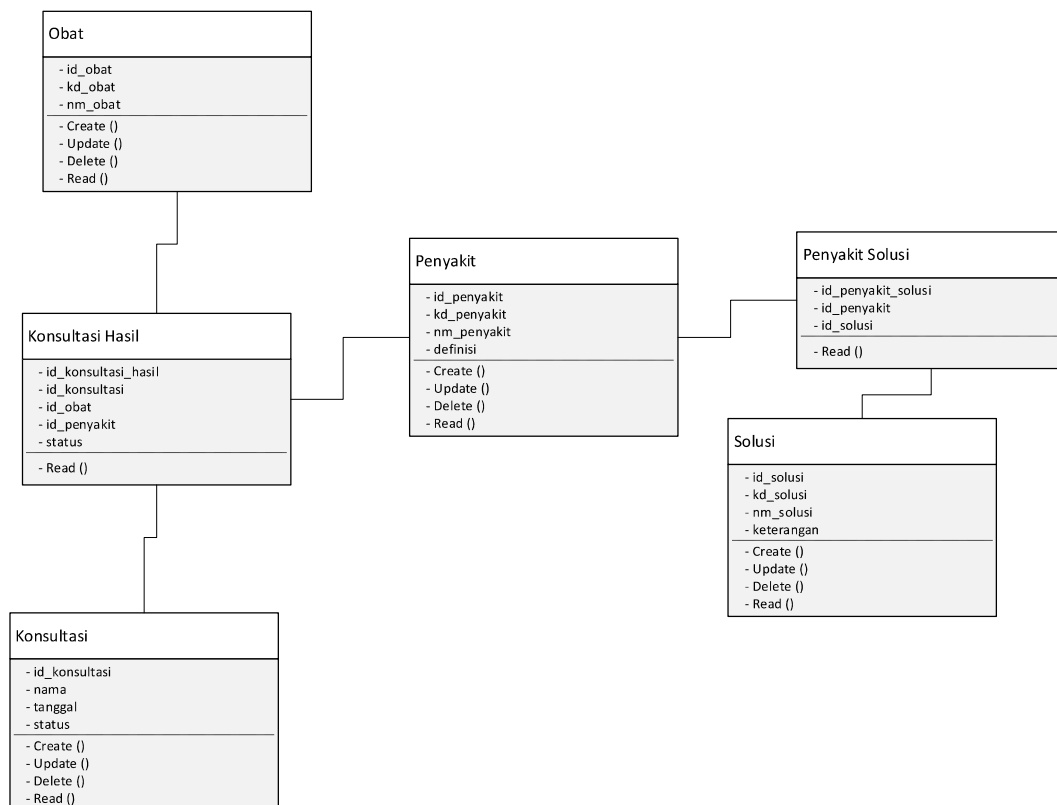 Obat
- id_obat
- kd_obat
- nm_obat
- Create ()
- Update ()
- Delete ()
- Read ()
Konsultasi Hasil
- id_konsultasi_hasil
- id_konsultasi
- id_obat
- id_penyakit
- status
- Read ()
Konsultasi
- id_konsultasi
- nama
- tanggal
- status
- Create ()
- Update ()
- Delete ()
- Read ()
Penyakit
- id_penyakit
- kd_penyakit
- nm_penyakit
- definisi
- Create ()
- Update ()
- Delete ()
- Read ()
Penyakit Solusi
- id_penyakit_solusi
- id_penyakit
- id_solusi
- Read ()
Solusi
- id_solusi
- kd_solusi
- nm_solusi
- keterangan
- Create ()
- Update ()
- Delete ()
- Read ()